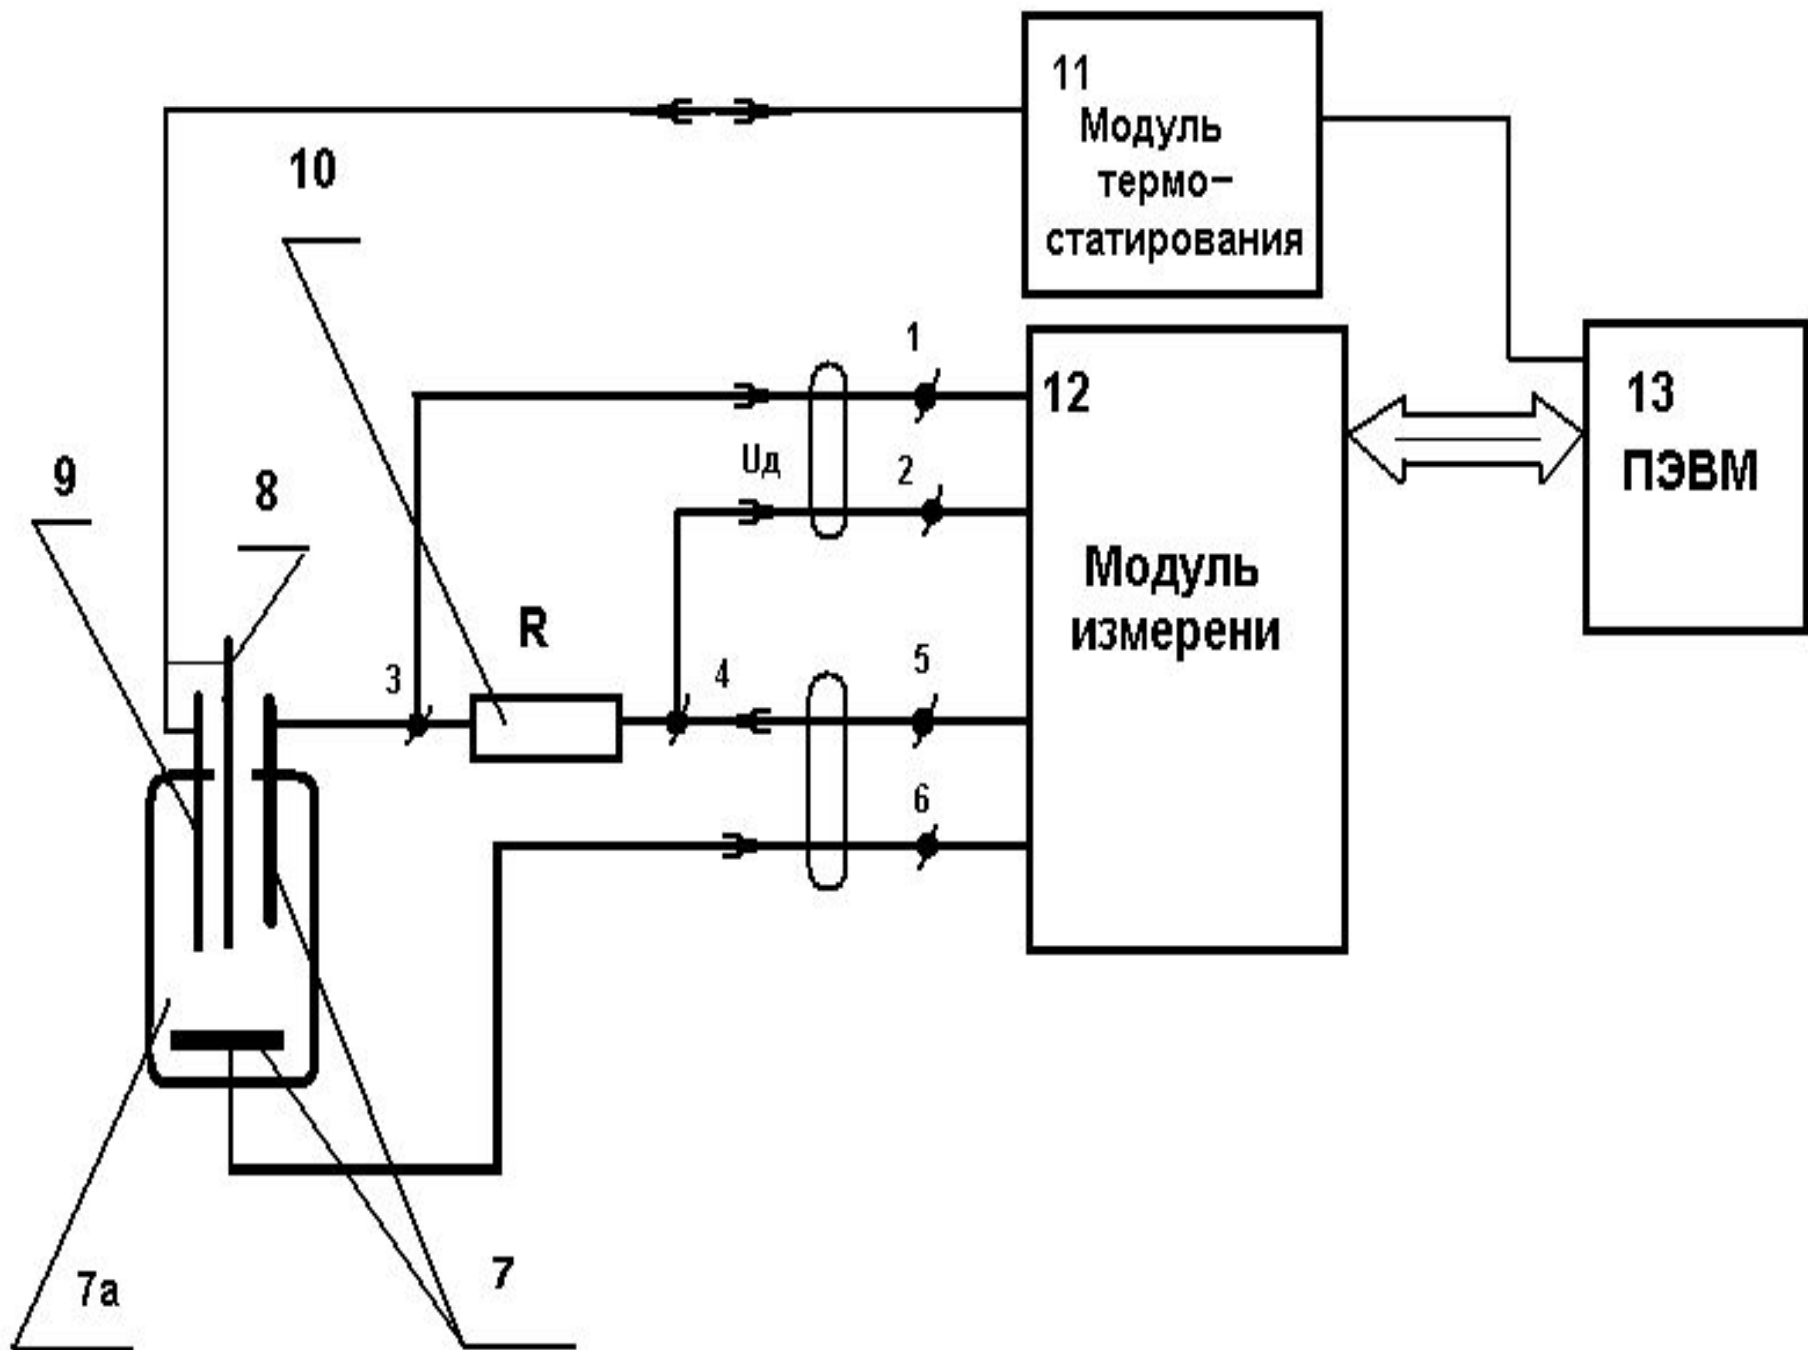 11
Модуль
термо-
статирования
10
1
12
13
ПЭВМ
Uд
2
9
8
Модуль
измерени
R
3
4
5
6
7а
7